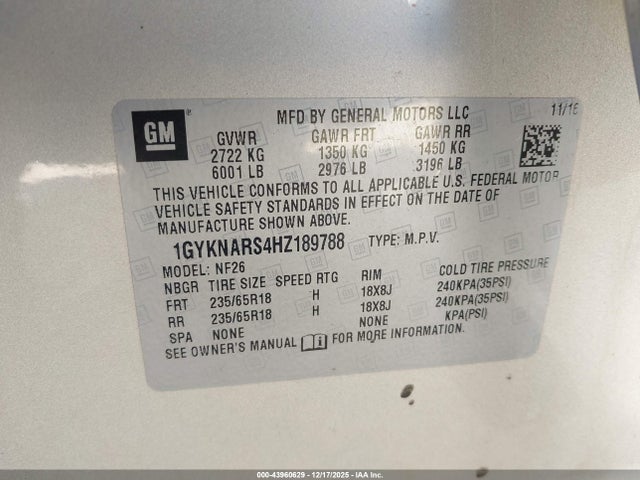 GM
MFD BY GENERAL MOTORS LLC 11/16
GVWR GAWR FRT GAWR RR
2722 KG 1350 KG 1450 KG
6001 LB 2976 LB 3196 LB
THIS VEHICLE CONFORMS TO ALL APPLICABLE U.S. FEDERAL MOTOR
VEHICLE SAFETY STANDARDS IN EFFECT ON THE DATE OF
MANUFACTURE SHOWN ABOVE.
1GYKNARS4HZ189788 TYPE: M.P.V.
MODEL: NF26
NBGR TIRE SIZE SPEED RTG RIM COLD TIRE PRESSURE
FRT 235/65R18 H 18X8J 240KPA(35PSI)
RR 235/65R18 H 18X8J 240KPA(35PSI)
SPA NONE NONE KPA(PSI)
SEE OWNER'S MANUAL FOR MORE INFORMATION.
000-43960629 - 12/17/2025 - IAA, Inc.